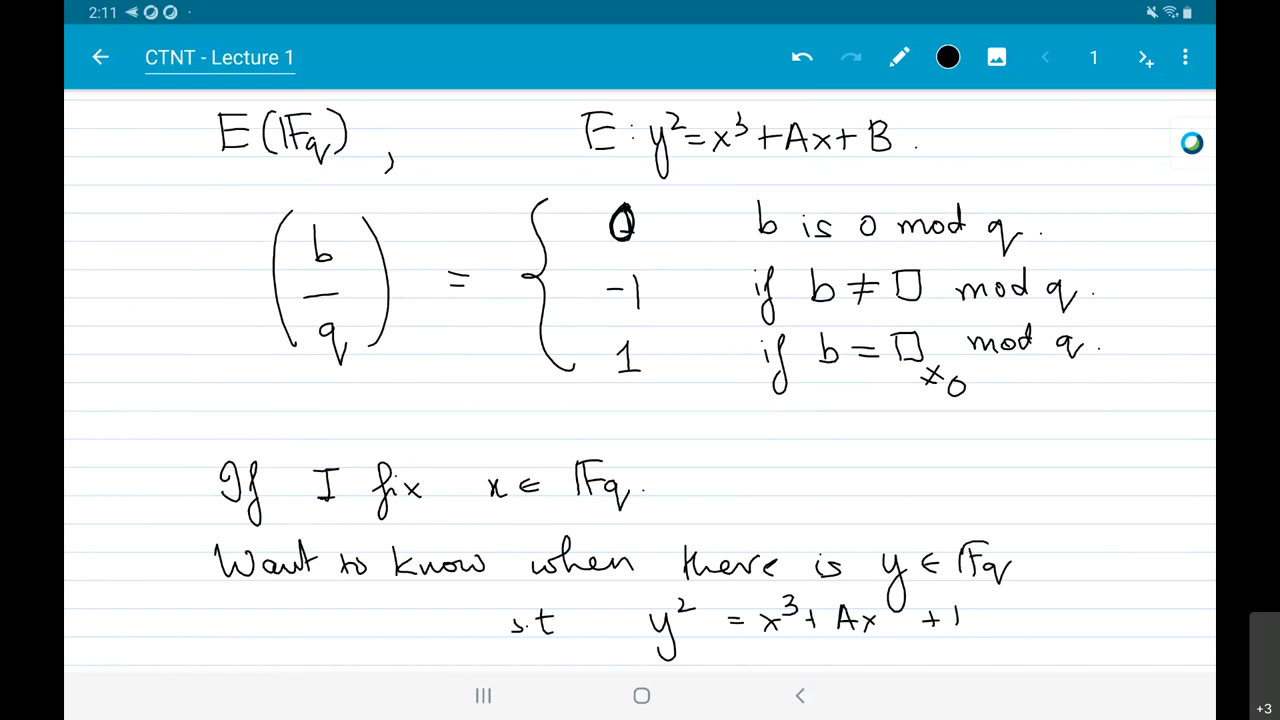 2:11
CTNT - Lecture 1
1
E(𝔽q), E: y² = x³ + Ax + B.
(b/q) = { 0 b is 0 mod q.
-1 if b ≠ □ mod q.
1 if b = □ mod q.
≠0
If I fix x ∈ 𝔽q.
Want to know when there is y ∈ 𝔽q
s.t y² = x³ + Ax + 1
+3